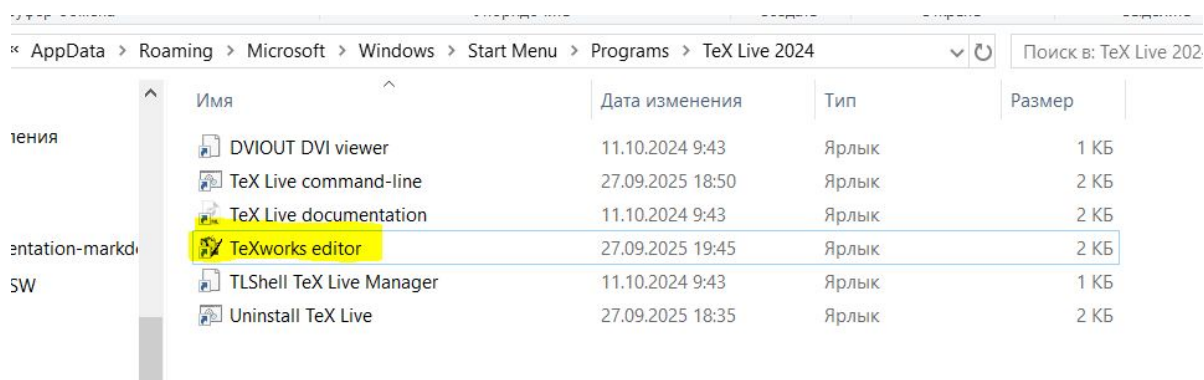 « AppData > Roaming > Microsoft > Windows > Start Menu > Programs > TeX Live 2024
Поиск в: TeX Live 202
Имя Дата изменения Тип Размер
ления
DVIOUT DVI viewer 11.10.2024 9:43 Ярлык 1 КБ
TeX Live command-line 27.09.2025 18:50 Ярлык 2 КБ
TeX Live documentation 11.10.2024 9:43 Ярлык 2 КБ
entation-markd
TeXworks editor 27.09.2025 19:45 Ярлык 2 КБ
SW
TLShell TeX Live Manager 11.10.2024 9:43 Ярлык 1 КБ
Uninstall TeX Live 27.09.2025 18:35 Ярлык 2 КБ